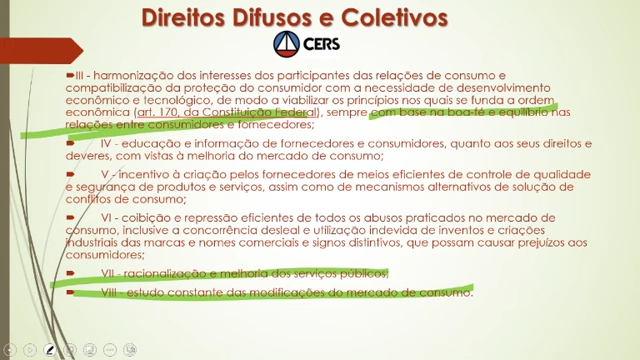 Direitos Difusos e Coletivos
CERS
III - harmonização dos interesses dos participantes das relações de consumo e
compatibilização da proteção do consumidor com a necessidade de desenvolvimento
econômico e tecnológico, de modo a viabilizar os princípios nos quais se funda a ordem
econômica (art. 170, da Constituição Federal), sempre com base na boa-fé e equilíbrio nas
relações entre consumidores e fornecedores;
IV - educação e informação de fornecedores e consumidores, quanto aos seus direitos e
deveres, com vistas à melhoria do mercado de consumo;
V - incentivo à criação pelos fornecedores de meios eficientes de controle de qualidade
e segurança de produtos e serviços, assim como de mecanismos alternativos de solução de
conflitos de consumo;
VI - coibição e repressão eficientes de todos os abusos praticados no mercado de
consumo, inclusive a concorrência desleal e utilização indevida de inventos e criações
industriais das marcas e nomes comerciais e signos distintivos, que possam causar prejuízos aos
consumidores;
VII - racionalização e melhoria dos serviços públicos;
VIII - estudo constante das modificações do mercado de consumo.